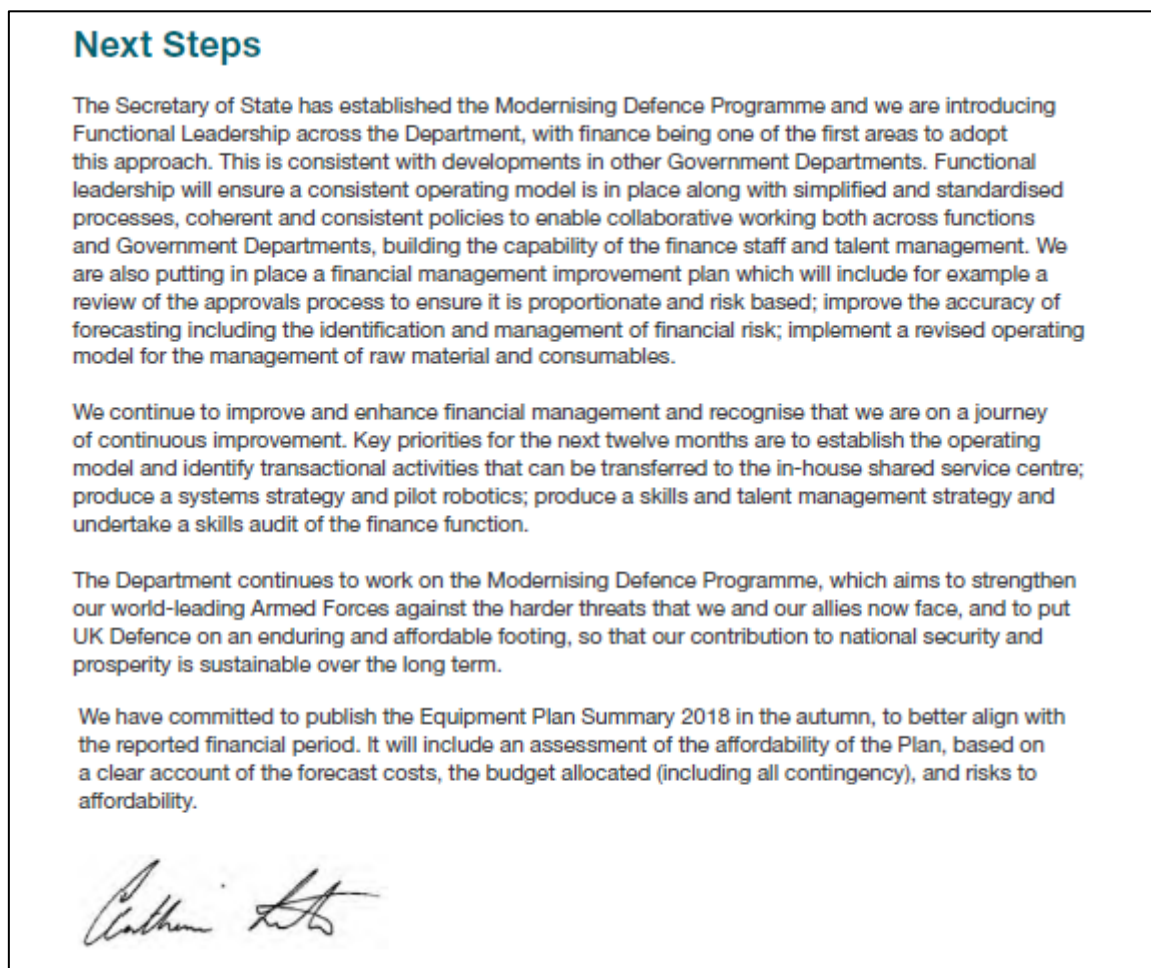 Next Steps
The Secretary of State has established the Modernising Defence Programme and we are introducing
Functional Leadership across the Department, with finance being one of the first areas to adopt
this approach. This is consistent with developments in other Government Departments. Functional
leadership will ensure a consistent operating model is in place along with simplified and standardised
processes, coherent and consistent policies to enable collaborative working both across functions
and Government Departments, building the capability of the finance staff and talent management. We
are also putting in place a financial management improvement plan which will include for example a
review of the approvals process to ensure it is proportionate and risk based; improve the accuracy of
forecasting including the identification and management of financial risk; implement a revised operating
model for the management of raw material and consumables.
We continue to improve and enhance financial management and recognise that we are on a journey
of continuous improvement. Key priorities for the next twelve months are to establish the operating
model and identify transactional activities that can be transferred to the in-house shared service centre;
produce a systems strategy and pilot robotics; produce a skills and talent management strategy and
undertake a skills audit of the finance function.
The Department continues to work on the Modernising Defence Programme, which aims to strengthen
our world-leading Armed Forces against the harder threats that we and our allies now face, and to put
UK Defence on an enduring and affordable footing, so that our contribution to national security and
prosperity is sustainable over the long term.
We have committed to publish the Equipment Plan Summary 2018 in the autumn, to better align with
the reported financial period. It will include an assessment of the affordability of the Plan, based on
a clear account of the forecast costs, the budget allocated (including all contingency), and risks to
affordability.